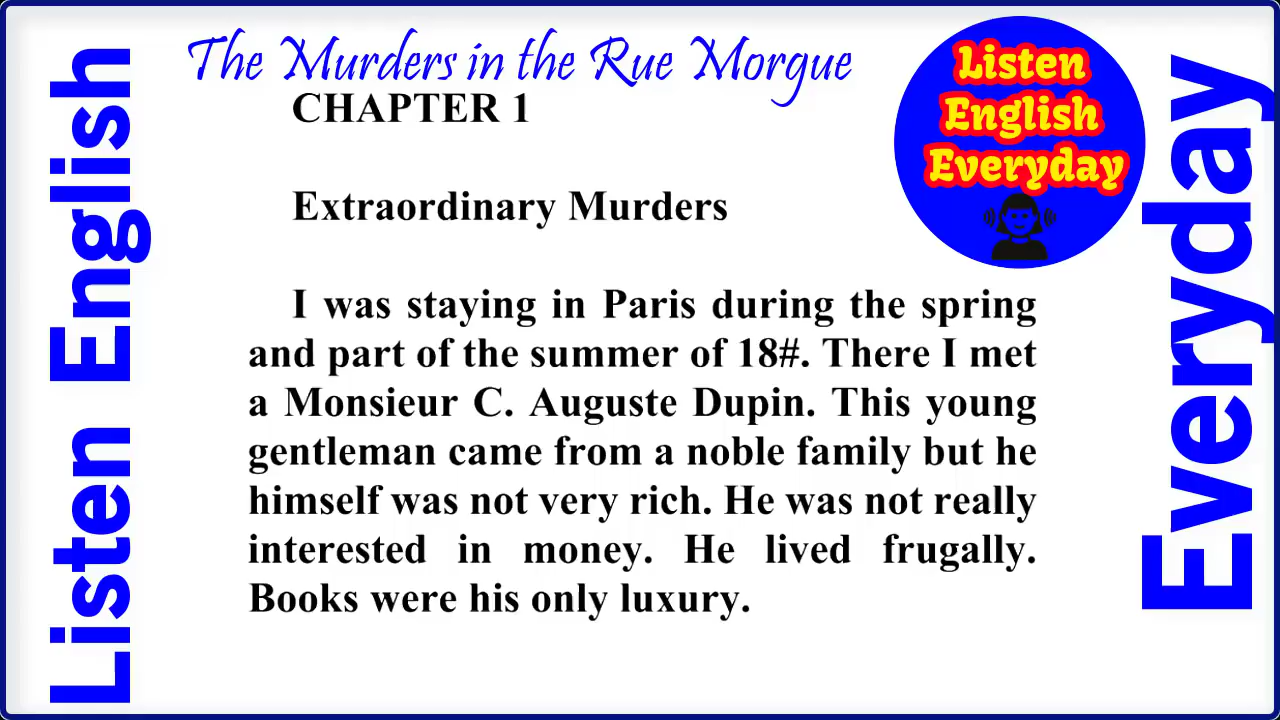 The Murders in the Rue Morgue
CHAPTER 1
Extraordinary Murders
I was staying in Paris during the spring
and part of the summer of 18#. There I met
a Monsieur C. Auguste Dupin. This young
gentleman came from a noble family but he
himself was not very rich. He was not really
interested in money. He lived frugally.
Books were his only luxury.
Listen English
Everyday
Listen
English
Everyday